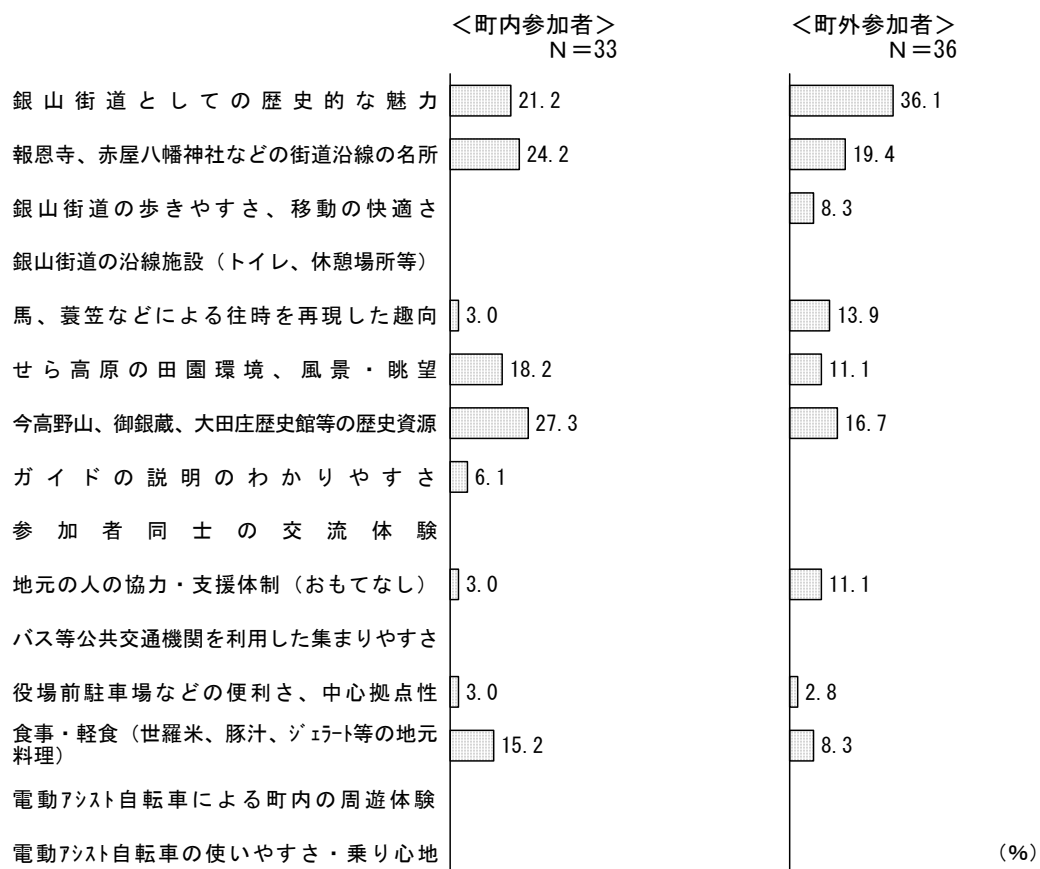 ＜町内参加者＞ ＜町外参加者＞
Ｎ＝33 Ｎ＝36
銀山街道としての歴史的な魅力 21.2 36.1
報恩寺、赤屋八幡神社などの街道沿線の名所 24.2 19.4
銀山街道の歩きやすさ、移動の快適さ 8.3
銀山街道の沿線施設（トイレ、休憩場所等）
馬、蓑笠などによる往時を再現した趣向 3.0 13.9
せら高原の田園環境、風景・眺望 18.2 11.1
今高野山、御銀蔵、大田庄歴史館等の歴史資源 27.3 16.7
ガイドの説明のわかりやすさ 6.1
参加者同士の交流体験
地元の人の協力・支援体制（おもてなし） 3.0 11.1
バス等公共交通機関を利用した集まりやすさ
役場前駐車場などの便利さ、中心拠点性 3.0 2.8
食事・軽食（世羅米、豚汁、ｼﾞｪﾗｰﾄ等の地元
料理） 15.2 8.3
電動ｱｼｽﾄ自転車による町内の周遊体験
電動ｱｼｽﾄ自転車の使いやすさ・乗り心地 （％）